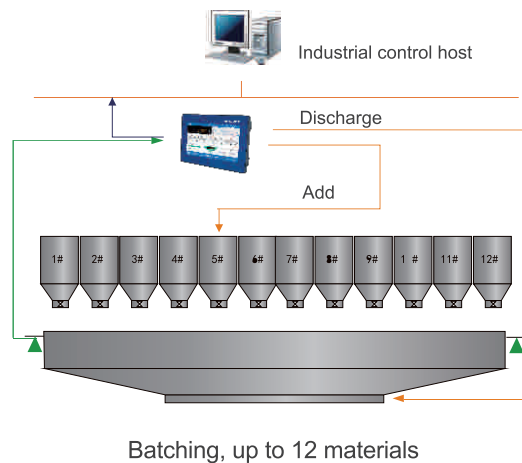 Industrial control host
Discharge
Add
1# 2# 3# 4# 5# 6# 7# 8# 9# 1 # 11# 12#
Batching, up to 12 materials